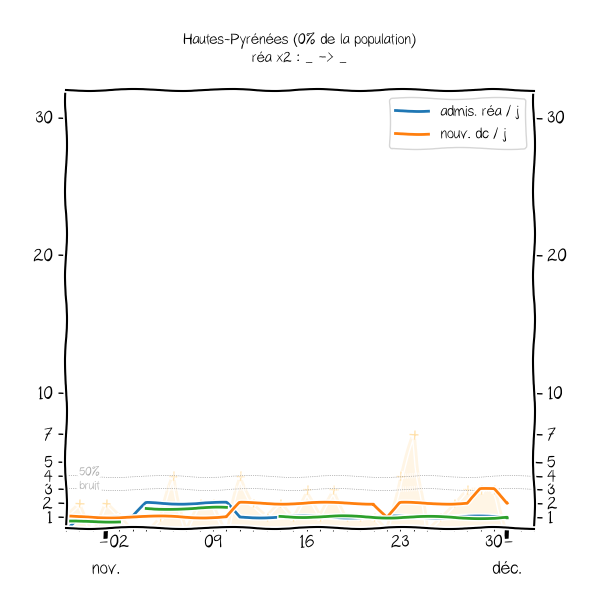 Hautes-Pyrénées (0% de la population)
réa x2 : _ -> _
admis. réa / j
nouv. dc / j
30 30
20 20
10 10
7 7
5 5
4 50% 4
3 bruit 3
2 2
1 1
02 09 16 23 30
nov. déc.